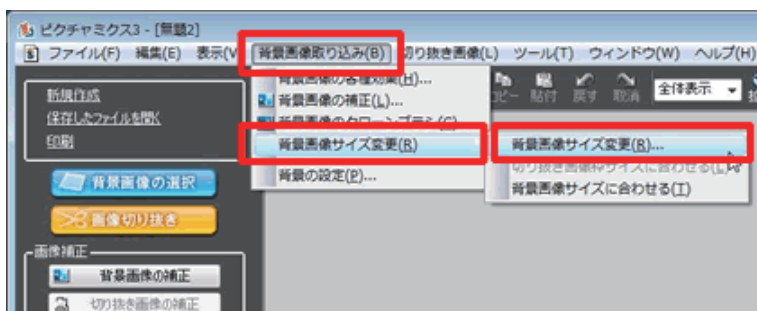 ピクチャミクス3 - [無題2]
ファイル(F) 編集(E) 表示(V 背景画像取り込み(B) 切り抜き画像(L) ツール(T) ウィンドウ(W) ヘルプ(H)
新規作成
保存したファイルを開く
印刷
背景画像の選択
画像切り抜き
画像補正
背景画像の補正
切り抜き画像の補正
背景画像の各種効果(H)...
背景画像の補正(L)...
背景画像のクローンブラシ(C)...
背景画像サイズ変更(R)
背景の設定(P)...
コピー 貼付 戻す 取消 全体表示
背景画像サイズ変更(R)...
切り抜き画像枠サイズに合わせる(L)
背景画像サイズに合わせる(I)